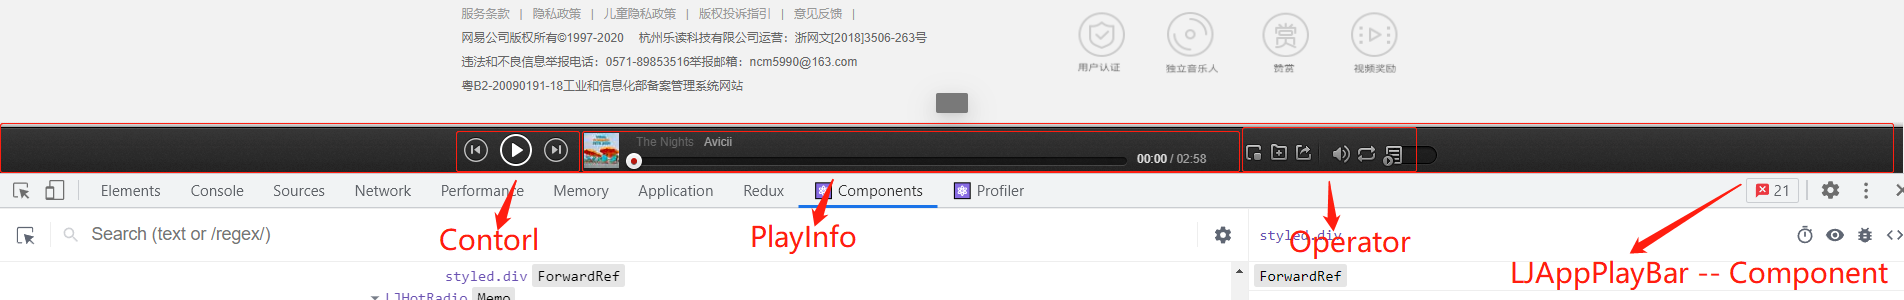 服务条款 | 隐私政策 | 儿童隐私政策 | 版权投诉指引 | 意见反馈 |
网易公司版权所有©1997-2020 杭州乐读科技有限公司运营：浙网文[2018]3506-263号
违法和不良信息举报电话：0571-89853516举报邮箱：ncm5990@163.com
粤B2-20090191-18工业和信息化部备案管理系统网站
用户认证 独立音乐人 赞赏 视频奖励
The Nights Avicii
00:00 / 02:58
Elements Console Sources Network Performance Memory Application Redux Components Profiler 21
Search (text or /regex/)
Contorl
PlayInfo
styled.div
Operator
LJAppPlayBar -- Component
styled.div ForwardRef
ForwardRef
LJHotRadio Memo